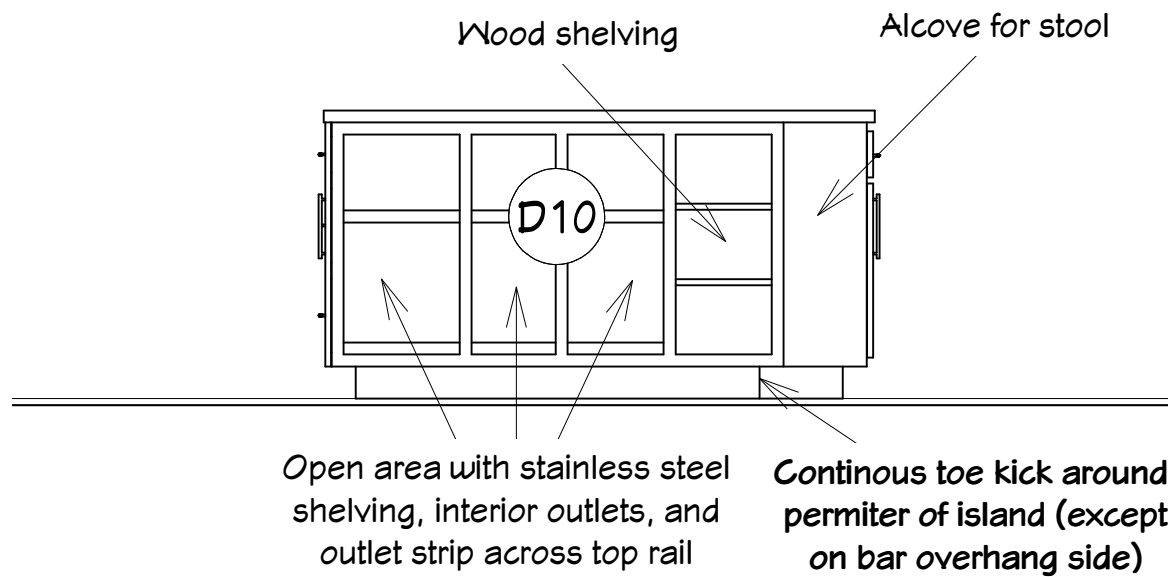 Wood shelving
Alcove for stool
D10
Open area with stainless steel
shelving, interior outlets, and
outlet strip across top rail
Continous toe kick around
permiter of island (except
on bar overhang side)